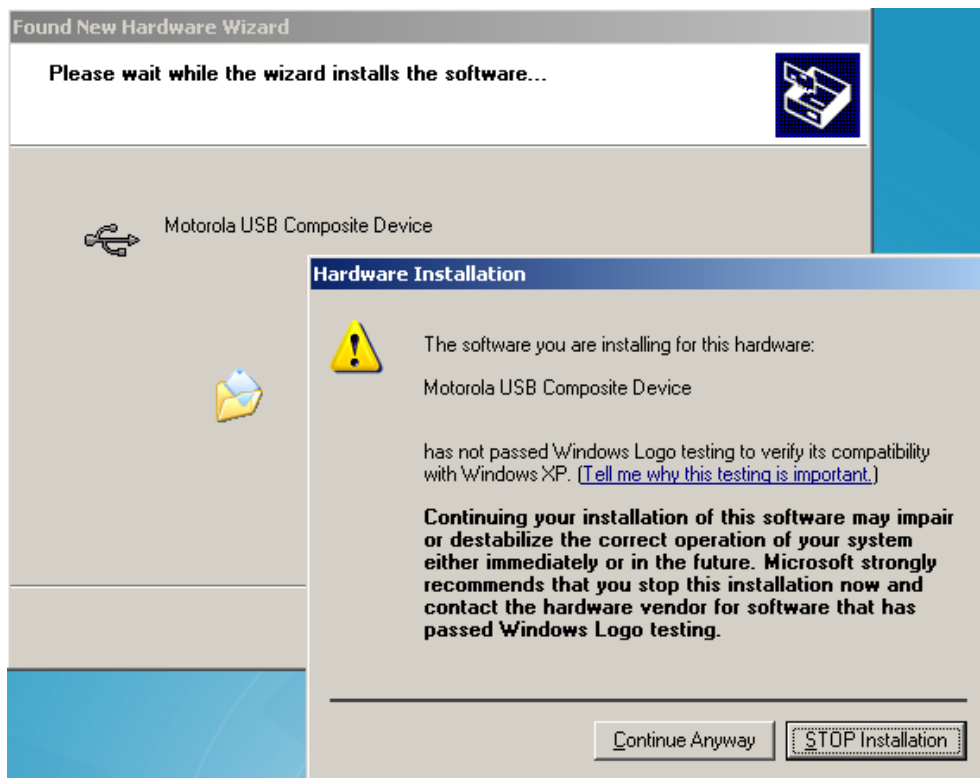 Found New Hardware Wizard
Please wait while the wizard installs the software...
Motorola USB Composite Device
Hardware Installation
The software you are installing for this hardware:
Motorola USB Composite Device
has not passed Windows Logo testing to verify its compatibility
with Windows XP. (Tell me why this testing is important.)
Continuing your installation of this software may impair
or destabilize the correct operation of your system
either immediately or in the future. Microsoft strongly
recommends that you stop this installation now and
contact the hardware vendor for software that has
passed Windows Logo testing.
Continue Anyway
STOP Installation